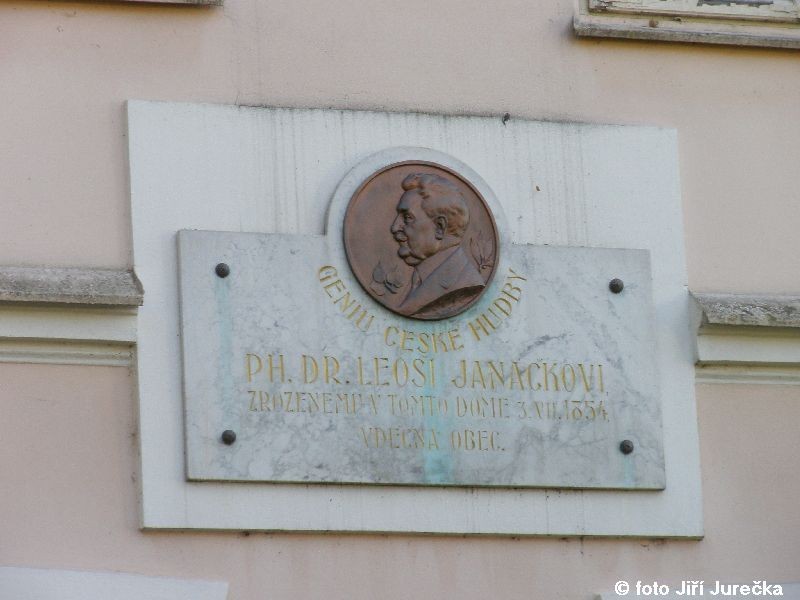 GENIU ČESKÉ HUDBY
PH. DR. LEOŠI JANÁČKOVI
ZROZENÉMU V TOMTO DOMĚ 3.VII.1854,
VDĚČNÁ OBEC.
© foto Jiří Jurečka